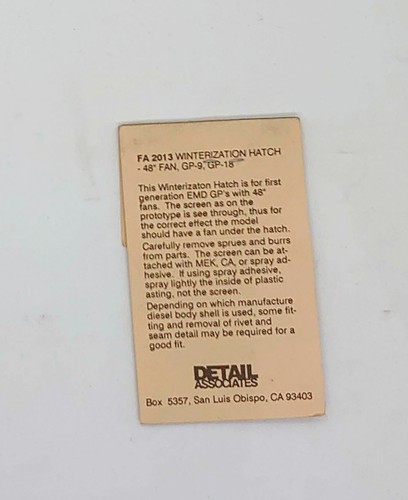 FA 2013 WINTERIZATION HATCH
- 48" FAN, GP-9, GP-18
This Winterizaton Hatch is for first
generation EMD GP's with 48"
fans. The screen as on the
prototype is see through, thus for
the correct effect the model
should have a fan under the hatch.
Carefully remove sprues and burrs
from parts. The screen can be at-
tached with MEK, CA, or spray ad-
hesive. If using spray adhesive,
spray lightly the inside of plastic
asting, not the screen.
Depending on which manufacture
diesel body shell is used, some fit-
ting and removal of rivet and
seam detail may be required for a
good fit.
DETAIL
ASSOCIATES
Box 5357, San Luis Obispo, CA 93403